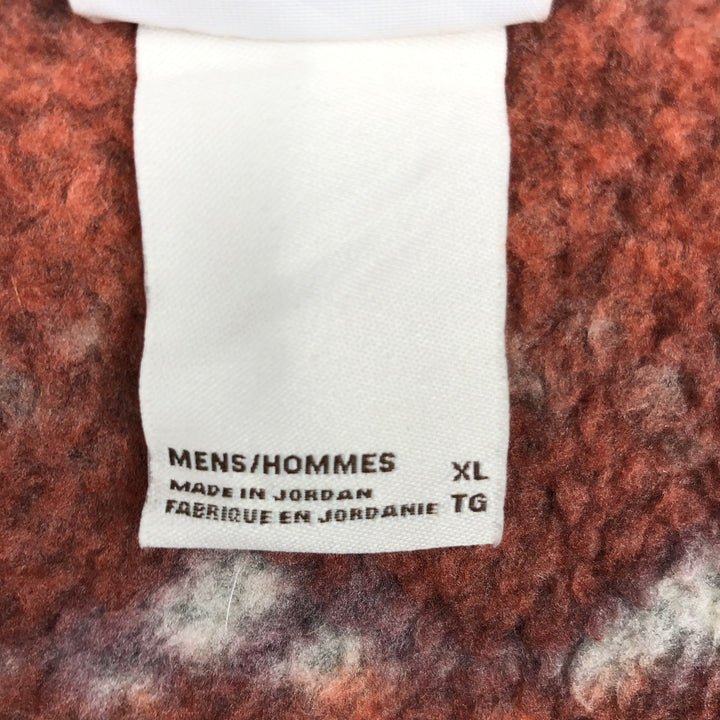 MENS/HOMMES XL
MADE IN JORDAN
FABRIQUE EN JORDANIE TG